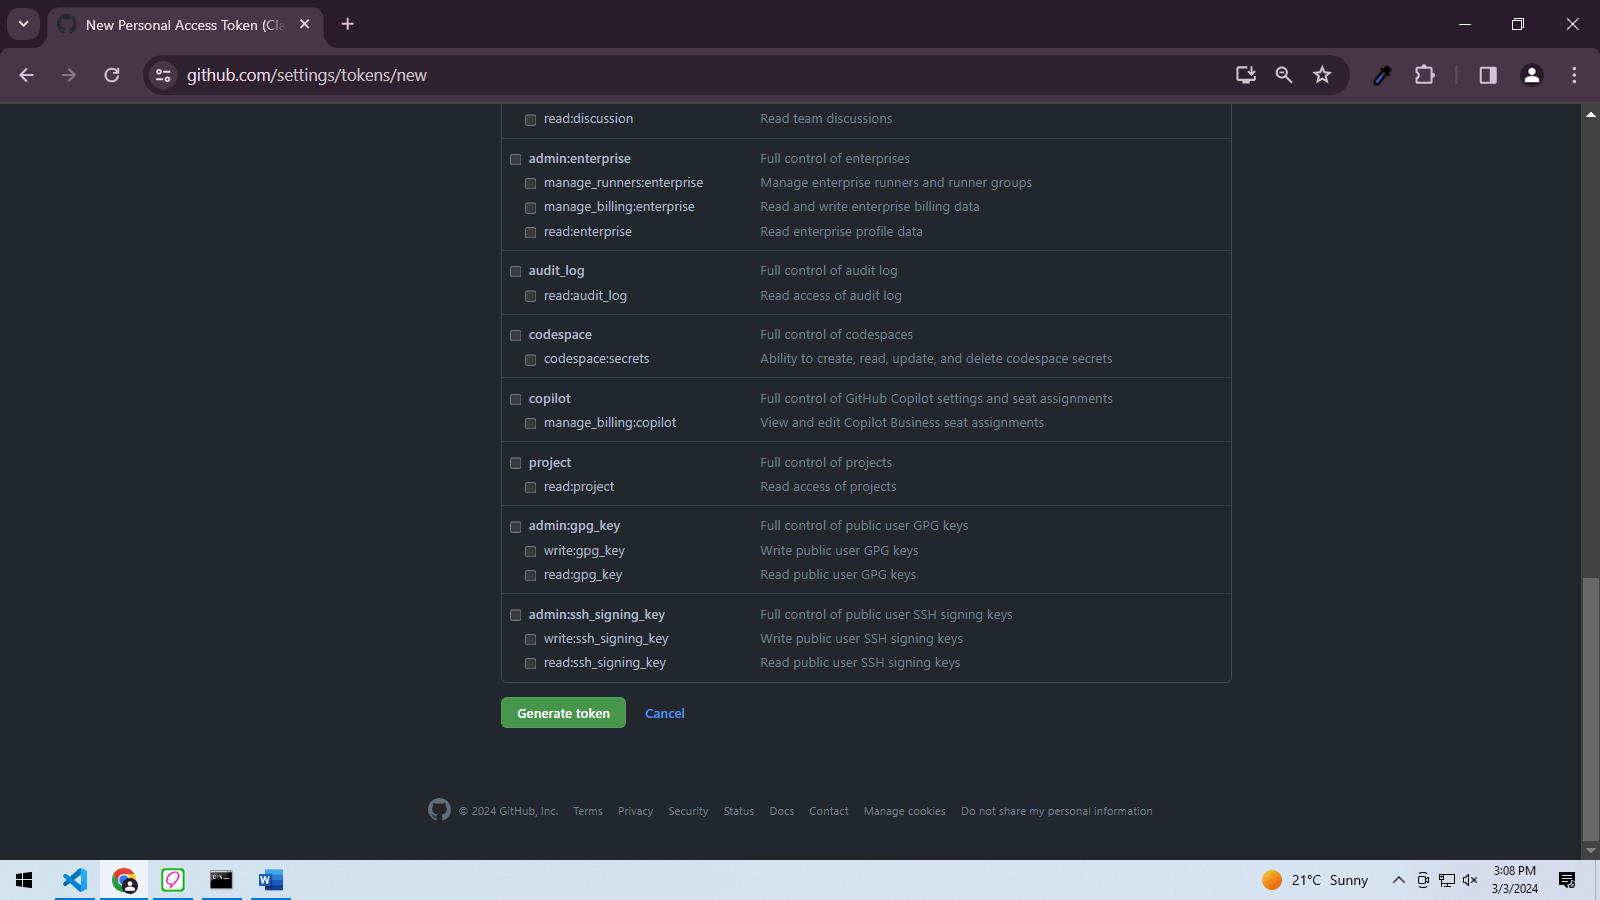 New Personal Access Token (Cla
github.com/settings/tokens/new
read:discussion Read team discussions
admin:enterprise Full control of enterprises
manage_runners:enterprise Manage enterprise runners and runner groups
manage_billing:enterprise Read and write enterprise billing data
read:enterprise Read enterprise profile data
audit_log Full control of audit log
read:audit_log Read access of audit log
codespace Full control of codespaces
codespace:secrets Ability to create, read, update, and delete codespace secrets
copilot Full control of GitHub Copilot settings and seat assignments
manage_billing:copilot View and edit Copilot Business seat assignments
project Full control of projects
read:project Read access of projects
admin:gpg_key Full control of public user GPG keys
write:gpg_key Write public user GPG keys
read:gpg_key Read public user GPG keys
admin:ssh_signing_key Full control of public user SSH signing keys
write:ssh_signing_key Write public user SSH signing keys
read:ssh_signing_key Read public user SSH signing keys
Generate token Cancel
© 2024 GitHub, Inc. Terms Privacy Security Status Docs Contact Manage cookies Do not share my personal information
21°C Sunny
3:08 PM
3/3/2024